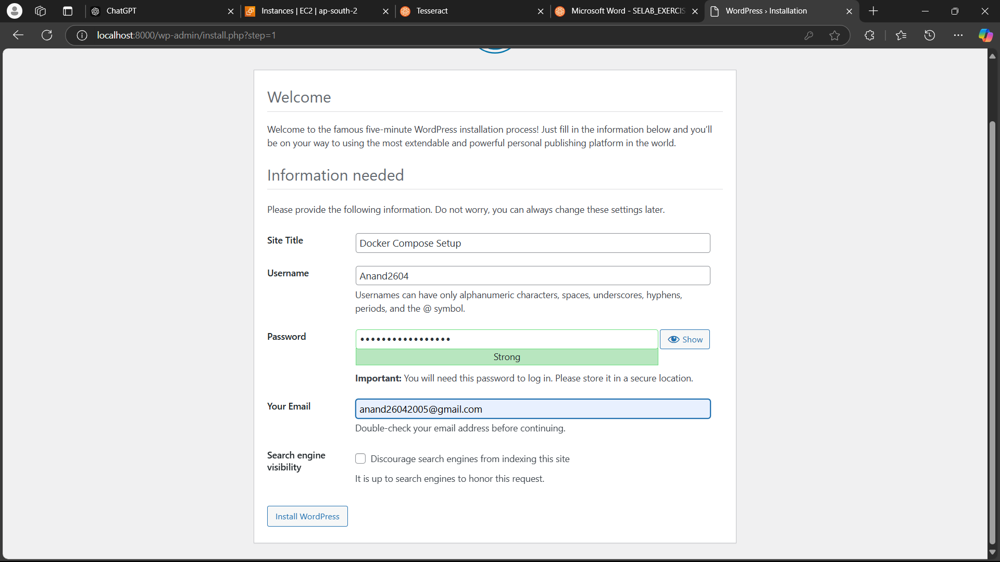 ChatGPT
Instances | EC2 | ap-south-2
Tesseract
Microsoft Word - SELAB_EXERCIS
WordPress › Installation
localhost:8000/wp-admin/install.php?step=1
Welcome
Welcome to the famous five-minute WordPress installation process! Just fill in the information below and you’ll
be on your way to using the most extendable and powerful personal publishing platform in the world.
Information needed
Please provide the following information. Do not worry, you can always change these settings later.
Site Title
Docker Compose Setup
Username
Anand2604
Usernames can have only alphanumeric characters, spaces, underscores, hyphens,
periods, and the @ symbol.
Password
•••••••••••••••••
Show
Strong
Important: You will need this password to log in. Please store it in a secure location.
Your Email
anand26042005@gmail.com
Double-check your email address before continuing.
Search engine
visibility
Discourage search engines from indexing this site
It is up to search engines to honor this request.
Install WordPress